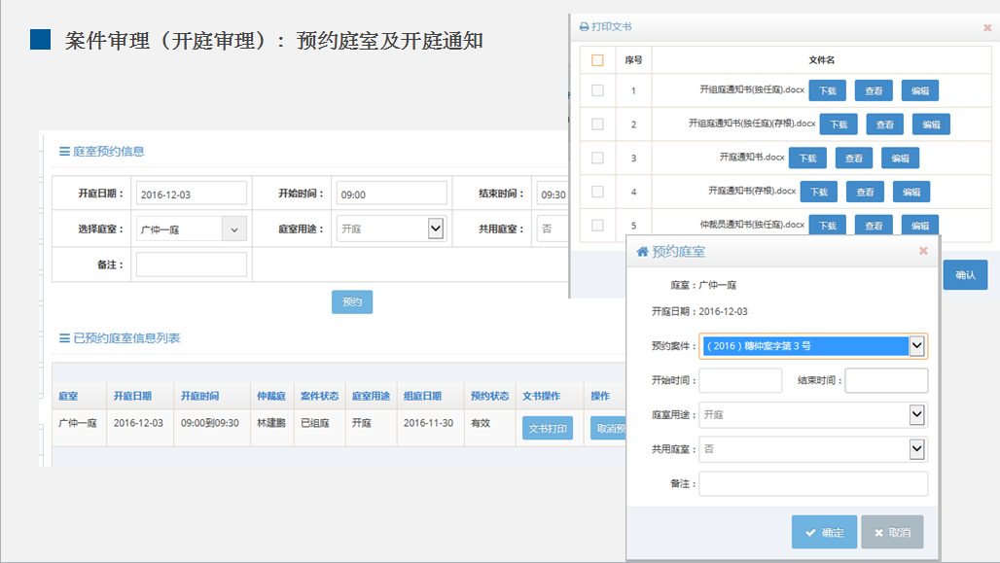 案件审理（开庭审理）：预约庭室及开庭通知
庭室预约信息
开庭日期： 2016-12-03 开始时间： 09:00 结束时间： 09:30
选择庭室： 广仲一庭 庭室用途： 开庭 共用庭室： 否
备注：
预约
已预约庭室信息列表
庭室 开庭日期 开庭时间 仲裁庭 案件状态 庭室用途 组庭日期 预约状态 文书操作 操作
广仲一庭 2016-12-03 09:00到09:30 林建鹏 已组庭 开庭 2016-11-30 有效 文书打印 取消预
打印文书
序号 文件名
1 开组庭通知书(独任庭).docx 下载 查看 编辑
2 开组庭通知书(独任庭)(存根).docx 下载 查看 编辑
3 开庭通知书.docx 下载 查看 编辑
4 开庭通知书(存根).docx 下载 查看 编辑
5 仲裁员通知书(独任庭).docx 下载 查看 编辑
确认
预约庭室
庭室：广仲一庭
开庭日期：2016-12-03
预约案件： （2016）穗仲案字第 3 号
开始时间： 结束时间：
庭室用途： 开庭
共用庭室： 否
备注：
确定 取消